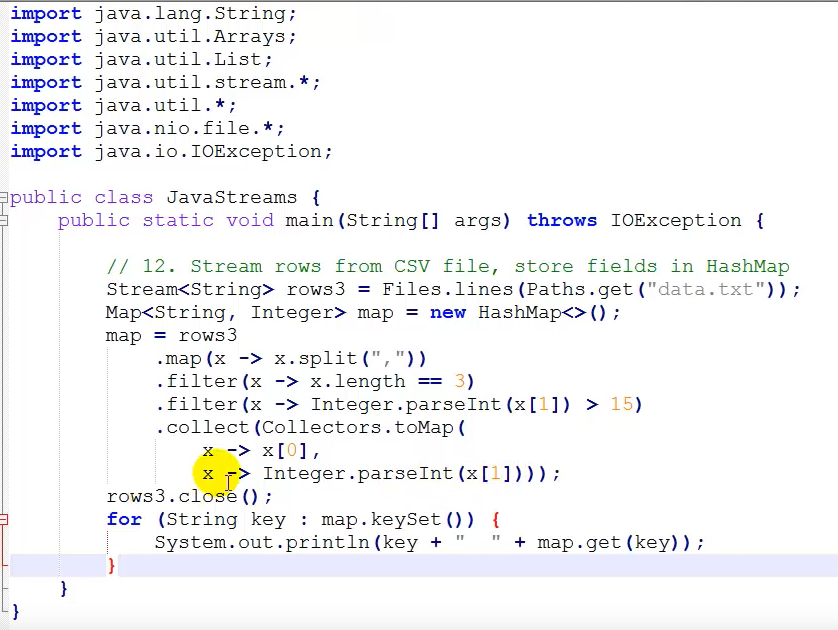 import java.lang.String;
import java.util.Arrays;
import java.util.List;
import java.util.stream.*;
import java.util.*;
import java.nio.file.*;
import java.io.IOException;
public class JavaStreams {
public static void main(String[] args) throws IOException {
// 12. Stream rows from CSV file, store fields in HashMap
Stream<String> rows3 = Files.lines(Paths.get("data.txt"));
Map<String, Integer> map = new HashMap<>();
map = rows3
.map(x -> x.split(","))
.filter(x -> x.length == 3)
.filter(x -> Integer.parseInt(x[1]) > 15)
.collect(Collectors.toMap(
x -> x[0],
x -> Integer.parseInt(x[1])));
rows3.close();
for (String key : map.keySet()) {
System.out.println(key + "  " + map.get(key));
}
}
}